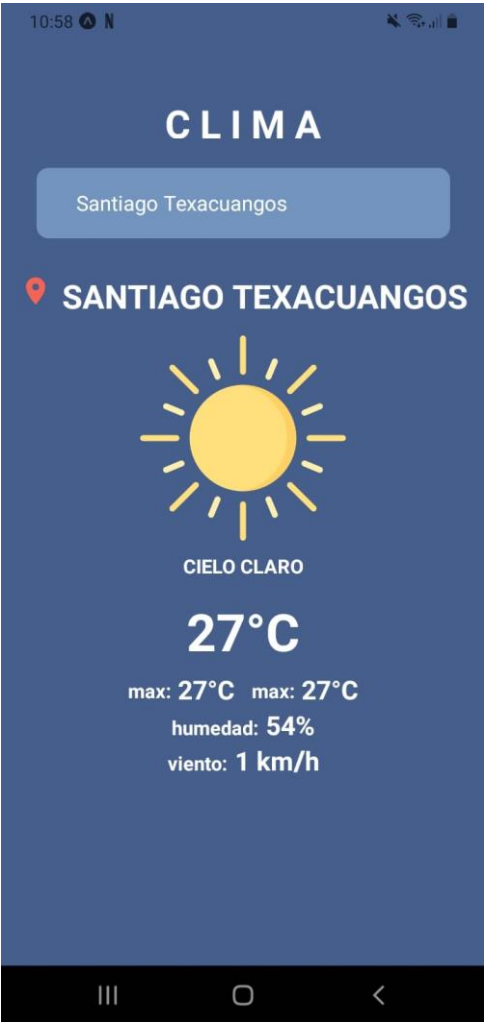 10:58 N
CLIMA
Santiago Texacuangos
SANTIAGO TEXACUANGOS
CIELO CLARO
27°C
max: 27°C max: 27°C
humedad: 54%
viento: 1 km/h